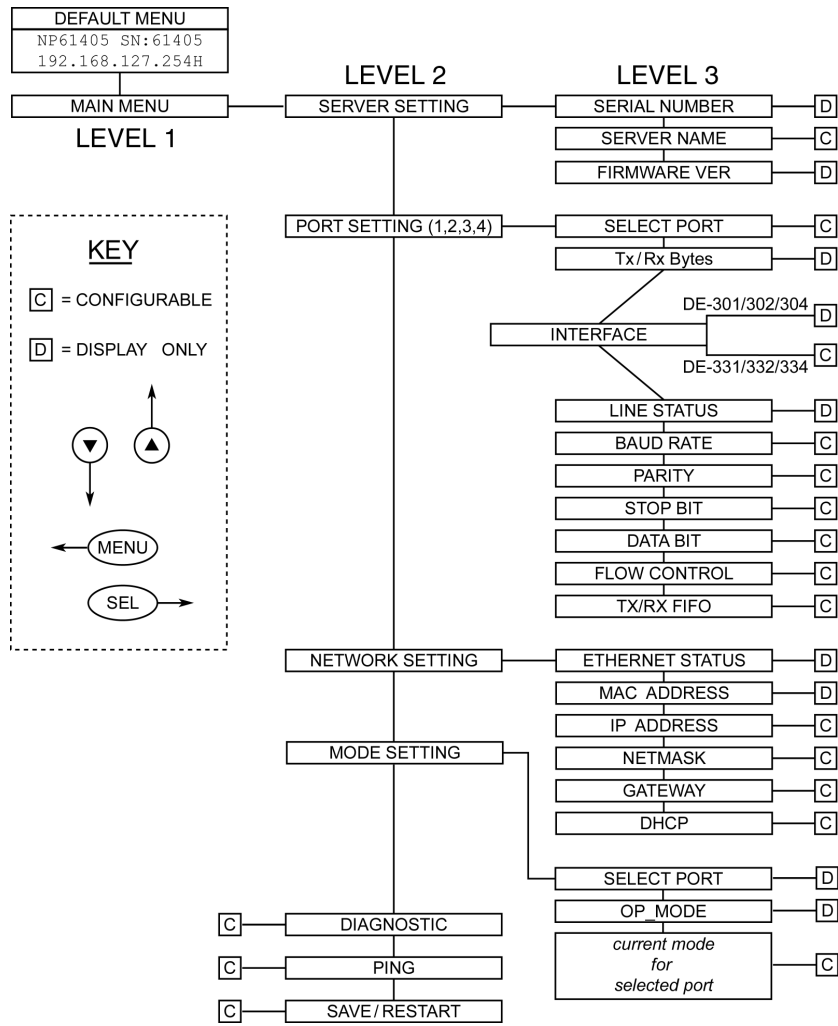 DEFAULT MENU
NP61405 SN:61405
192.168.127.254H
MAIN MENU
LEVEL 1
LEVEL 2
LEVEL 3
SERVER SETTING
SERIAL NUMBER
D
SERVER NAME
C
FIRMWARE VER
D
KEY
C = CONFIGURABLE
D = DISPLAY ONLY
MENU
SEL
PORT SETTING (1,2,3,4)
SELECT PORT
C
Tx/Rx Bytes
D
INTERFACE
DE-301/302/304
D
DE-331/332/334
C
LINE STATUS
D
BAUD RATE
C
PARITY
C
STOP BIT
C
DATA BIT
C
FLOW CONTROL
C
TX/RX FIFO
C
NETWORK SETTING
ETHERNET STATUS
D
MAC ADDRESS
D
IP ADDRESS
C
NETMASK
C
GATEWAY
C
DHCP
C
MODE SETTING
SELECT PORT
D
OP_MODE
D
current mode
for
selected port
C
C
DIAGNOSTIC
C
PING
C
SAVE/RESTART